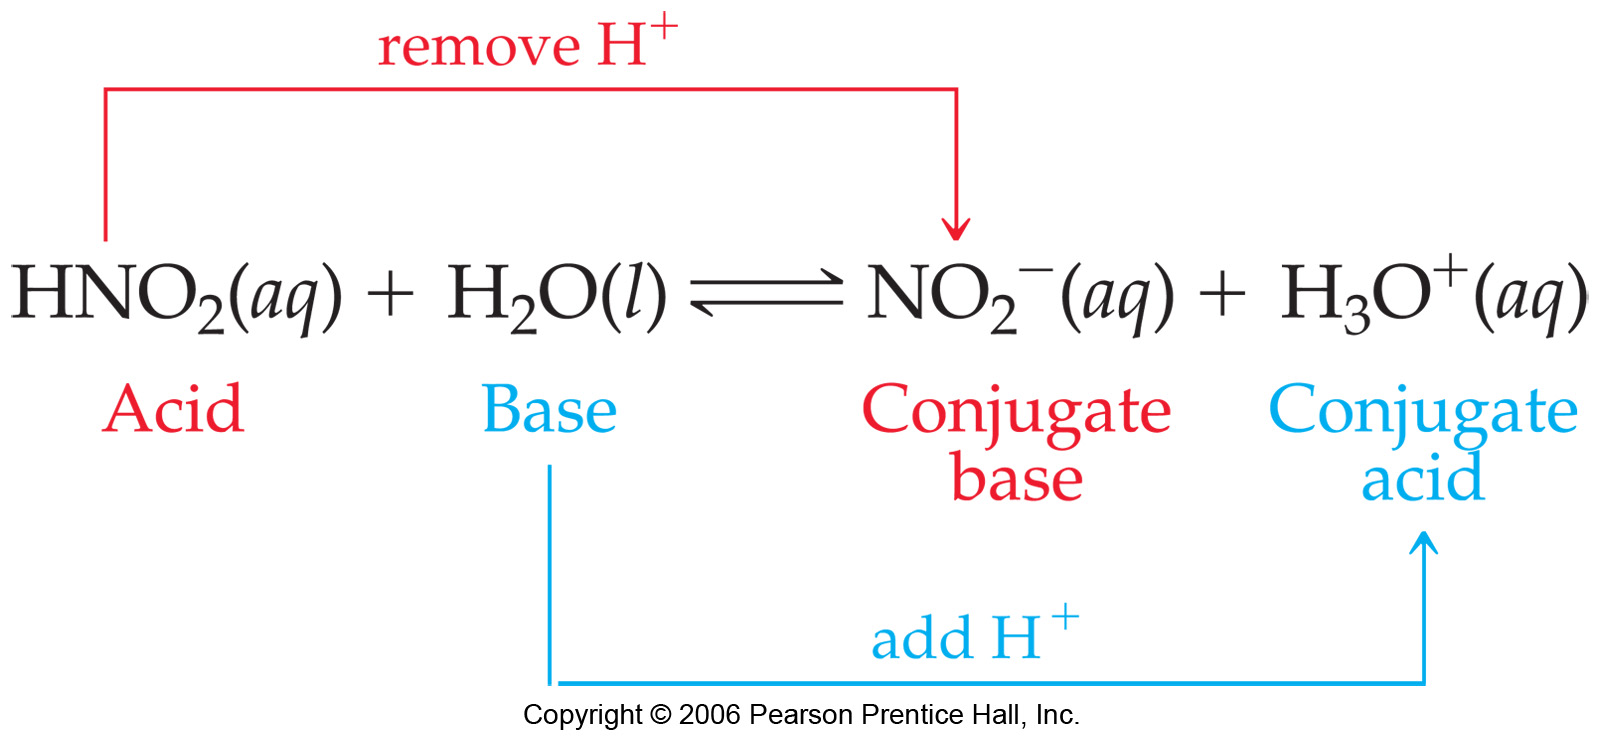 remove H⁺
HNO₂(aq) + H₂O(l) ⇌ NO₂⁻(aq) + H₃O⁺(aq)
Acid Base Conjugate base Conjugate acid
add H⁺
Copyright © 2006 Pearson Prentice Hall, Inc.